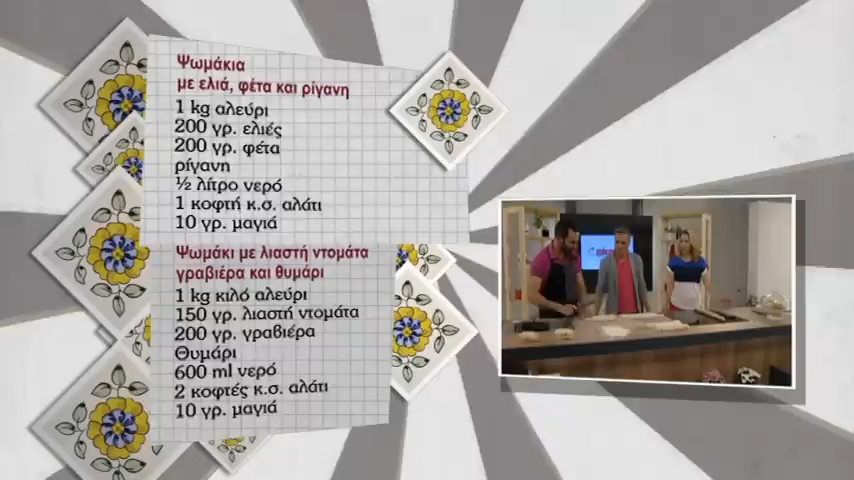 Ψωμάκια
με ελιά, φέτα και ρίγανη
1 kg αλεύρι
200 γρ. ελιές
200 γρ. φέτα
ρίγανη
½ λίτρο νερό
1 κοφτή κ.σ. αλάτι
10 γρ. μαγιά
Ψωμάκι με λιαστή ντομάτα
γραβιέρα και θυμάρι
1 kg κιλό αλεύρι
150 γρ. λιαστή ντομάτα
200 γρ. γραβιέρα
Θυμάρι
600 ml νερό
2 κοφτές κ.σ. αλάτι
10 γρ. μαγιά